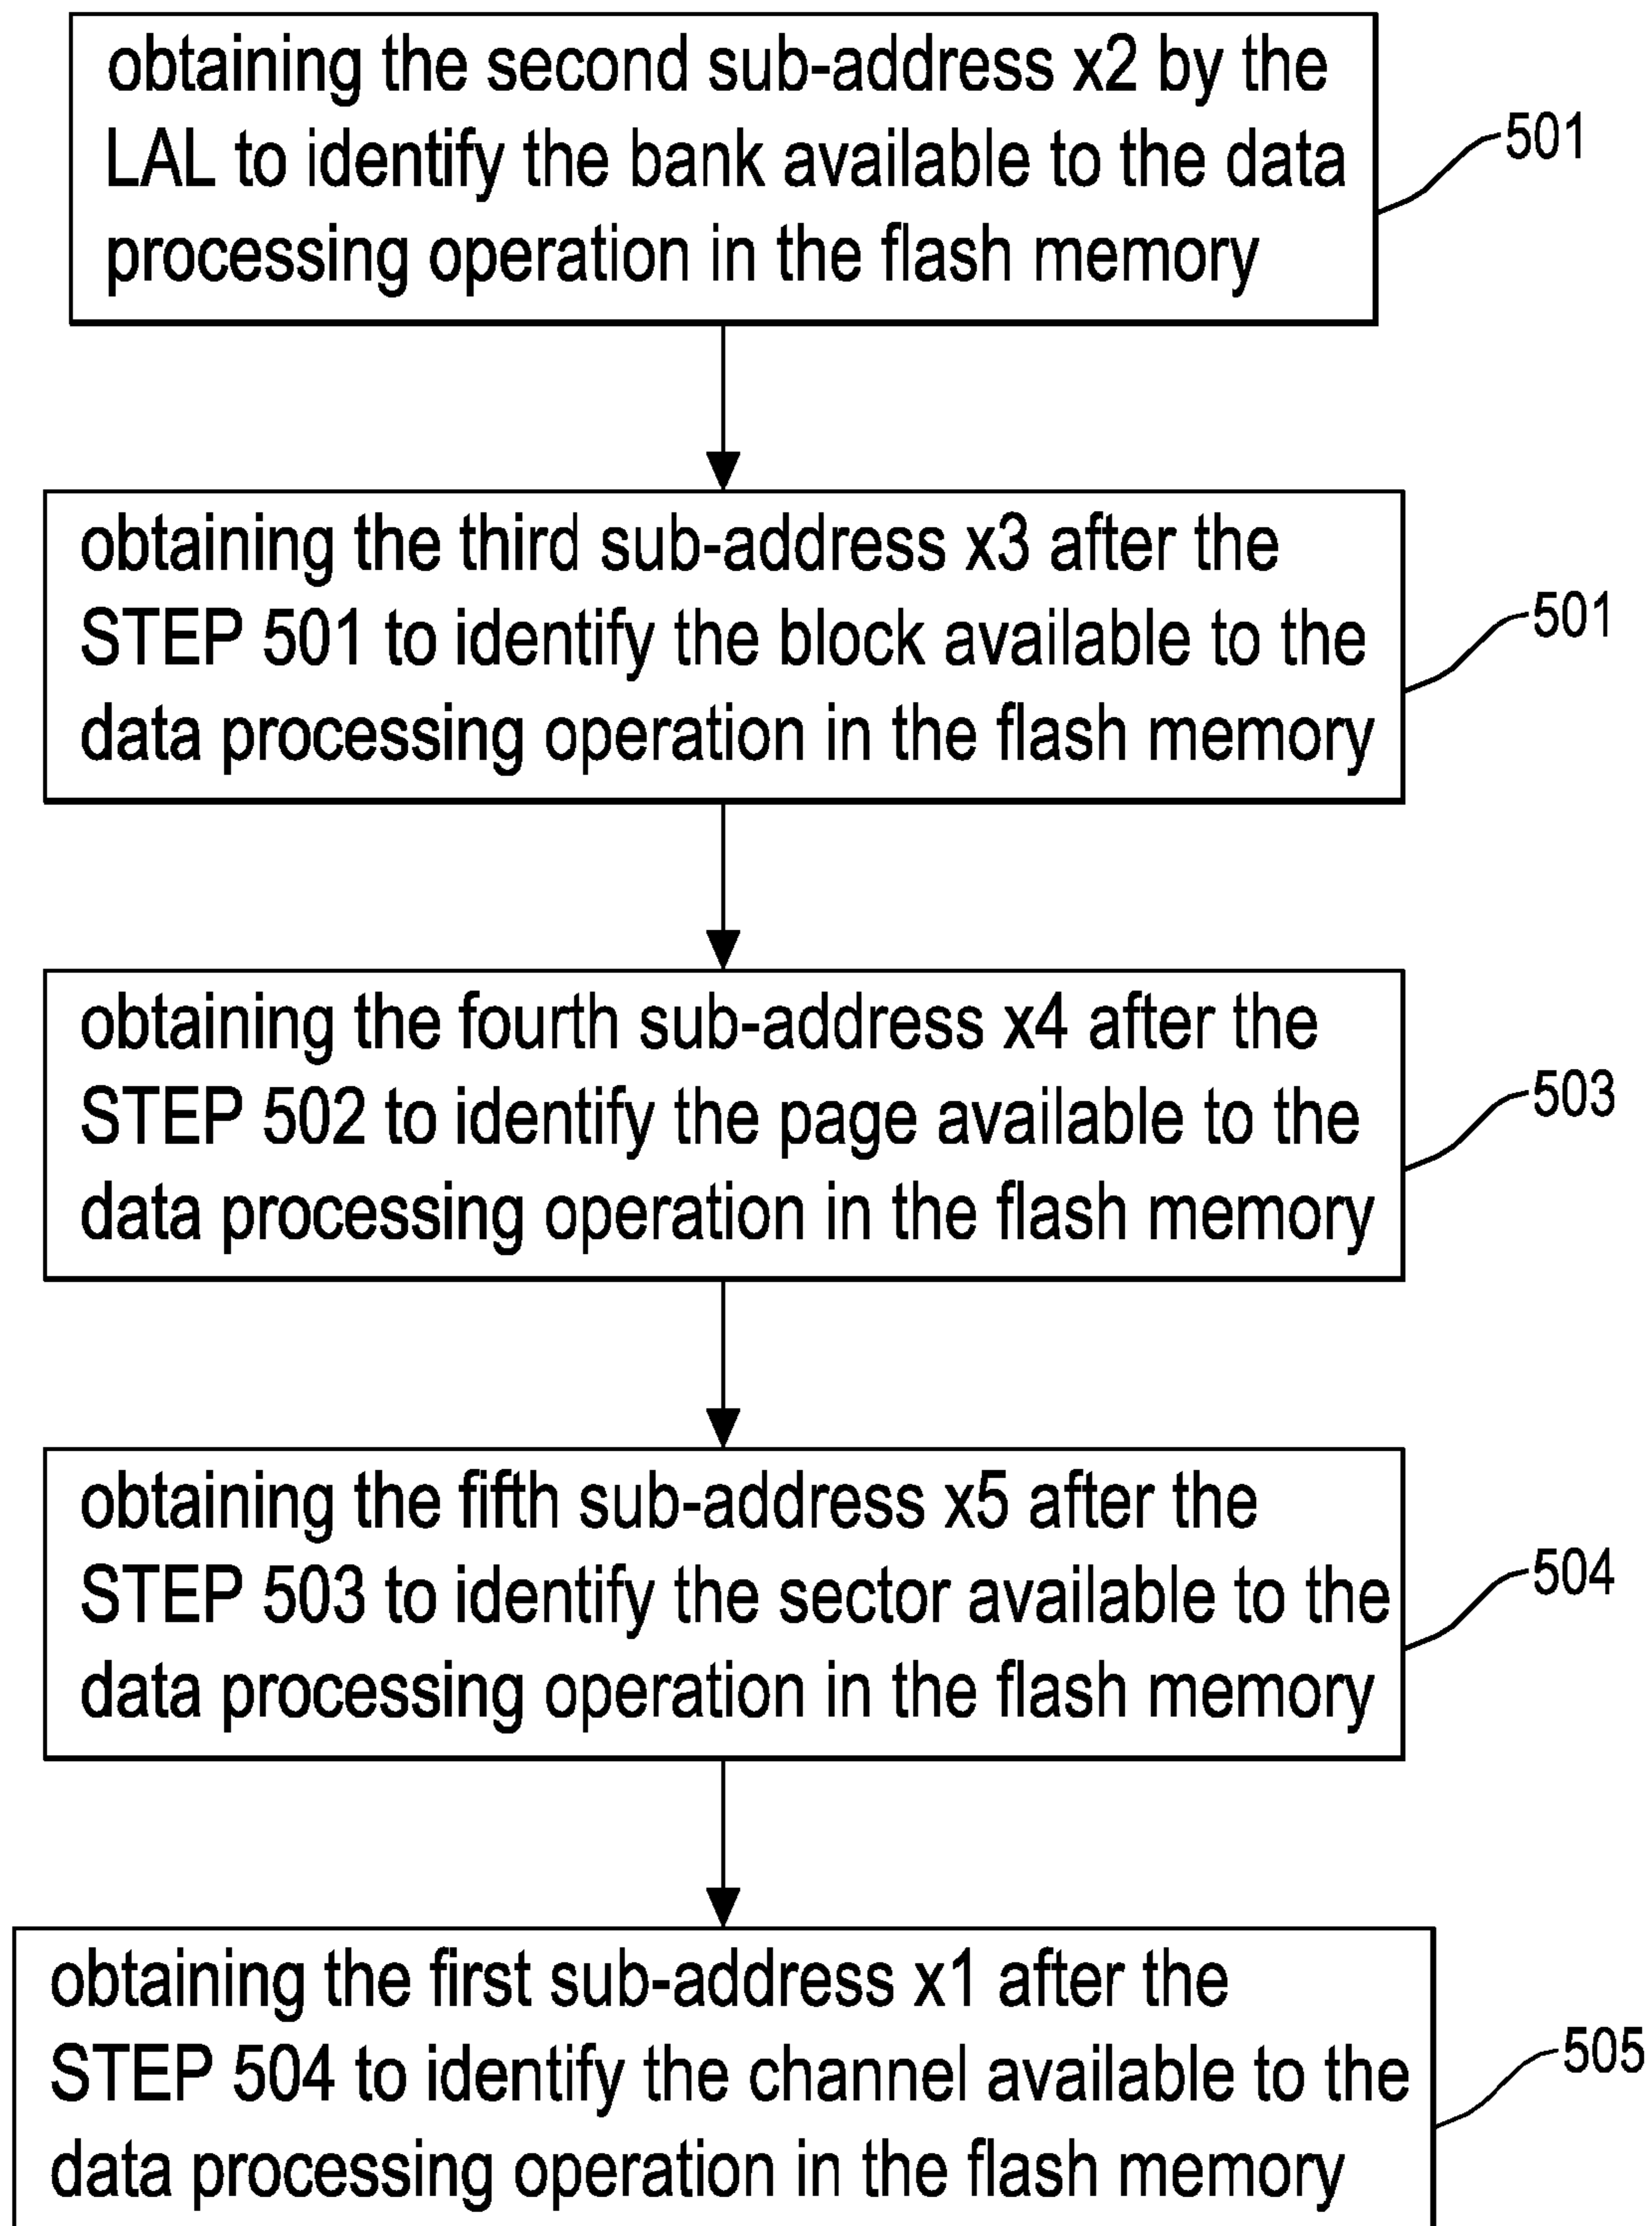 obtaining the second sub-address x2 by the
LAL to identify the bank available to the data
processing operation in the flash memory
501
obtaining the third sub-address x3 after the
STEP 501 to identify the block available to the
data processing operation in the flash memory
501
obtaining the fourth sub-address x4 after the
STEP 502 to identify the page available to the
data processing operation in the flash memory
503
obtaining the fifth sub-address x5 after the
STEP 503 to identify the sector available to the
data processing operation in the flash memory
504
obtaining the first sub-address x1 after the
STEP 504 to identify the channel available to the
data processing operation in the flash memory
505